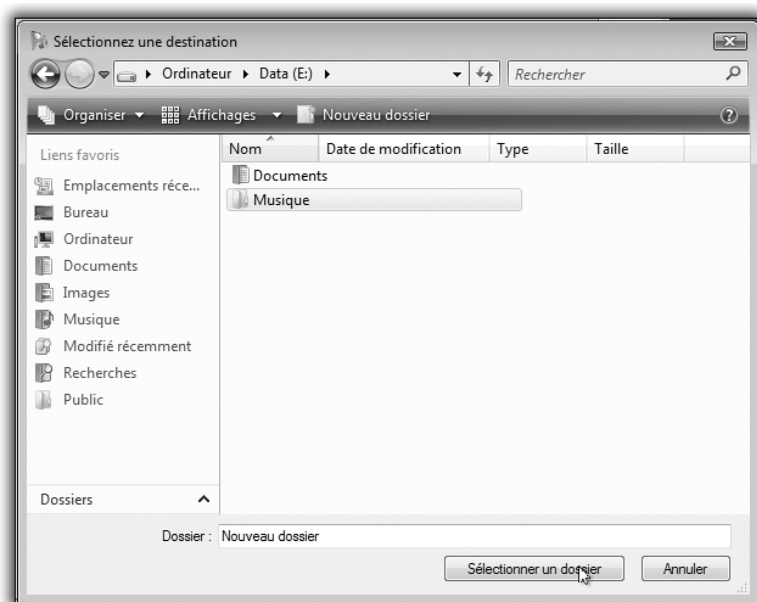 Sélectionnez une destination
Ordinateur Data (E:) Rechercher
Organiser Affichages Nouveau dossier
Liens favoris
Nom Date de modification Type Taille
Emplacements réce...
Documents
Bureau
Musique
Ordinateur
Documents
Images
Musique
Modifié récemment
Recherches
Public
Dossiers
Dossier : Nouveau dossier
Sélectionner un dossier Annuler